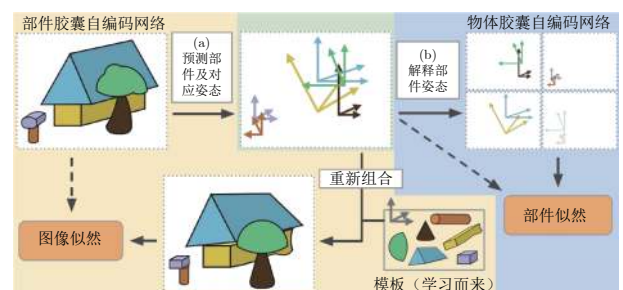 部件胶囊自编码网络
物体胶囊自编码网络
(a)
预测部
件及对
应姿态
(b)
解释部
件姿态
重新组合
图像似然
部件似然
模板（学习而来）